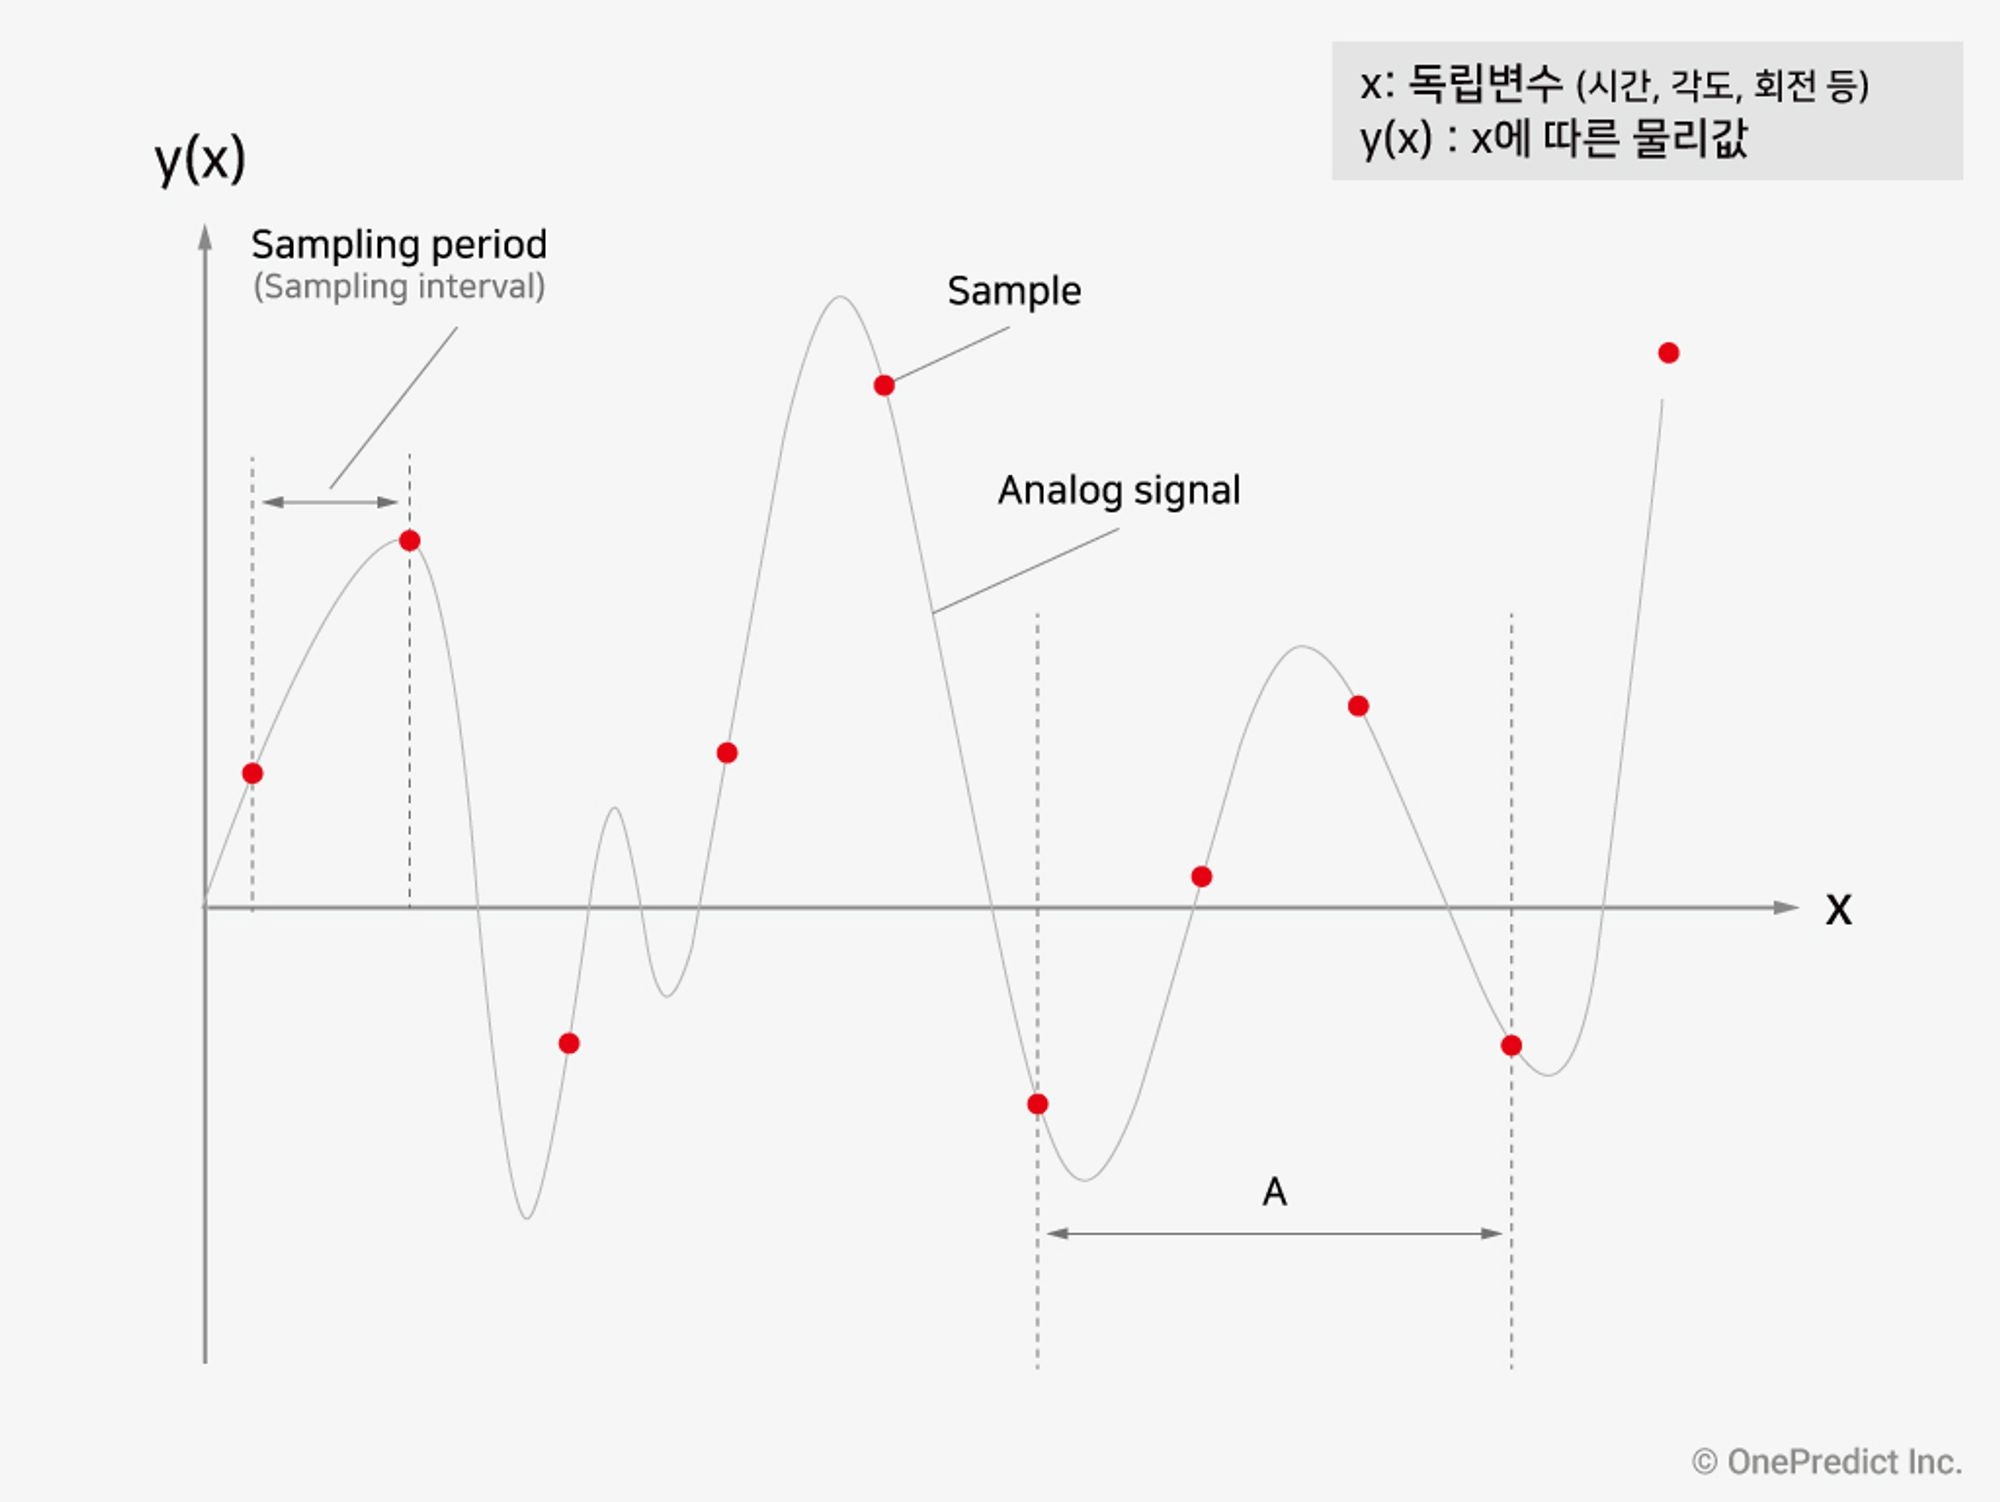 x: 독립변수 (시간, 각도, 회전 등)
y(x) : x에 따른 물리값
y(x)
Sampling period
(Sampling interval)
Sample
Analog signal
x
A
© OnePredict Inc.